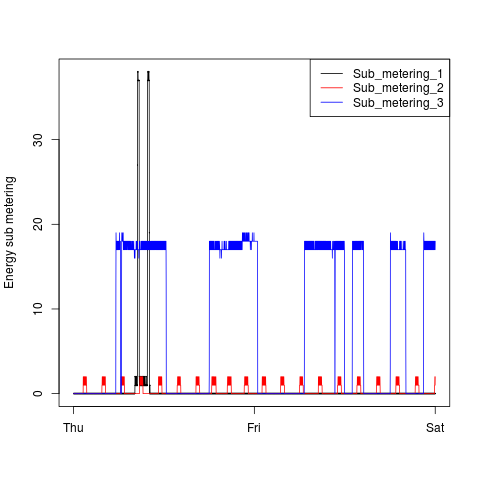 Sub_metering_1
Sub_metering_2
Sub_metering_3
Energy sub metering
30
20
10
0
Thu Fri Sat